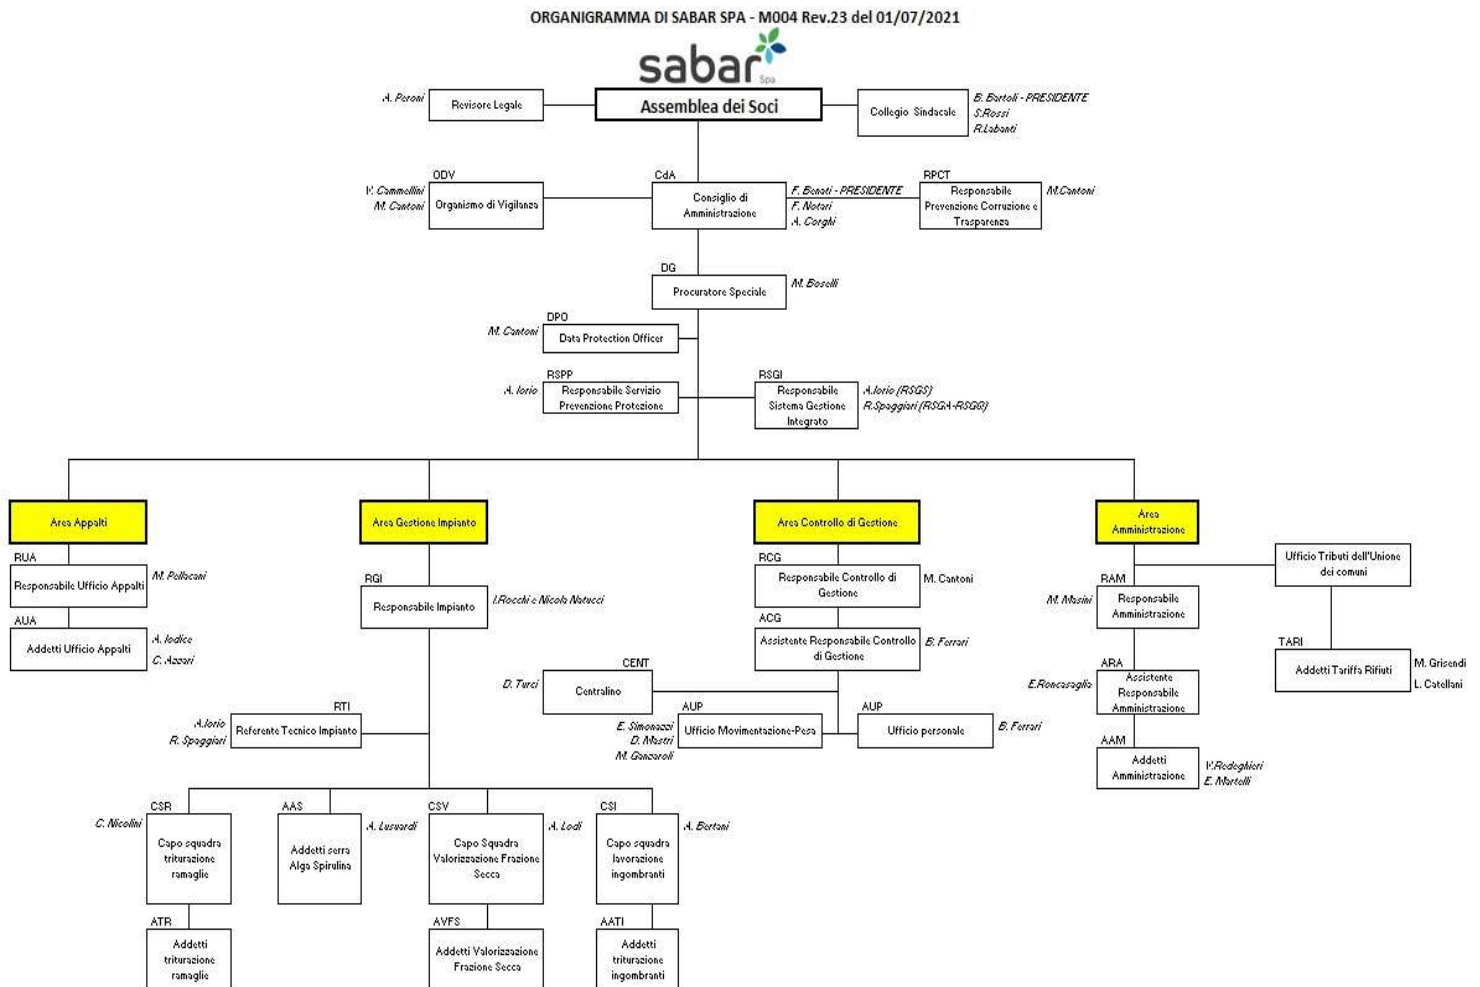 ORGANIGRAMMA DI SABAR SPA - M004 Rev.23 del 01/07/2021
sabar
Spa
A. Peroni
Revisore Legale
Assemblea dei Soci
Collegio Sindacale
B. Bartoli - PRESIDENTE
S.Rossi
R.Labanti
ODV
V. Cammellini
M. Cantoni
Organismo di Vigilanza
CdA
Consiglio di
Amministrazione
F. Benati - PRESIDENTE
F. Notari
A. Corghi
RPCT
Responsabile
Prevenzione Corruzione e
Trasparenza
M.Cantoni
DG
Procuratore Speciale
M. Boselli
DPO
M. Cantoni
Data Protection Officer
RSPP
A. Iorio
Responsabile Servizio
Prevenzione Protezione
RSGI
Responsabile
Sistema Gestione
Integrato
A.Iorio (RSGS)
R.Spaggiari (RSGA-RSGQ)
Area Appalti
Area Gestione Impianto
Area Controllo di Gestione
Area
Amministrazione
RUA
Responsabile Ufficio Appalti
M. Pellacani
AUA
Addetti Ufficio Appalti
A. Iodice
C. Azzari
RGI
Responsabile Impianto
I.Rocchi e Nicola Natucci
RTI
A.Iorio
R. Spaggiari
Referente Tecnico Impianto
RCG
Responsabile Controllo di
Gestione
M. Cantoni
ACG
Assistente Responsabile Controllo
di Gestione
B. Ferrari
CENT
D. Turci
Centralino
AUP
E. Simonazzi
D. Mastri
M. Ganzaroli
Ufficio Movimentazione-Pesa
AUP
Ufficio personale
B. Ferrari
Ufficio Tributi dell'Unione
dei comuni
RAM
M. Masini
Responsabile
Amministrazione
TARI
Addetti Tariffa Rifiuti
M. Grisendi
L. Catellani
ARA
E.Roncasaglia
Assistente
Responsabile
Amministrazione
AAM
Addetti
Amministrazione
V.Redeghieri
E. Martelli
CSR
C. Nicolini
Capo squadra
triturazione
ramaglie
AAS
Addetti serra
Alga Spirulina
A. Lusuardi
CSV
Capo Squadra
Valorizzazione Frazione
Secca
A. Lodi
CSI
Capo squadra
lavorazione
ingombranti
A. Bertani
ATR
Addetti
triturazione
ramaglie
AVFS
Addetti Valorizzazione
Frazione Secca
AATI
Addetti
triturazione
ingombranti